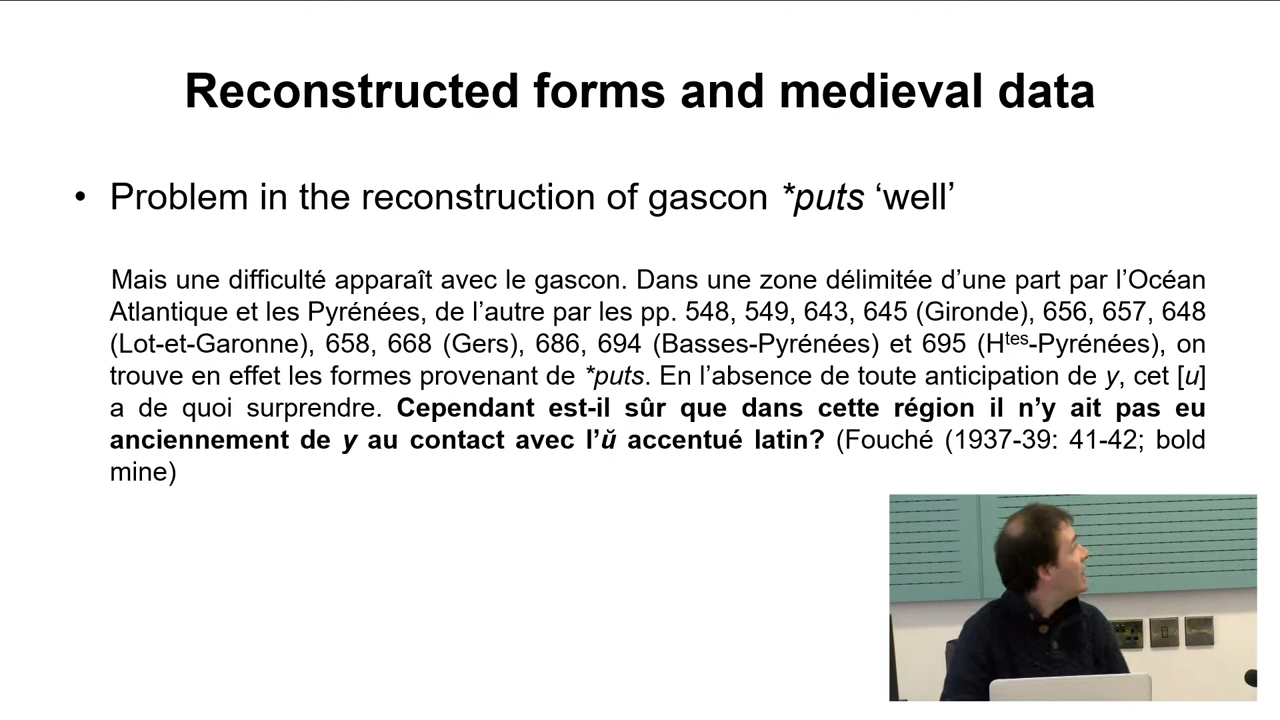 Reconstructed forms and medieval data
• Problem in the reconstruction of gascon *puts ‘well’
Mais une difficulté apparaît avec le gascon. Dans une zone délimitée d’une part par l’Océan
Atlantique et les Pyrénées, de l’autre par les pp. 548, 549, 643, 645 (Gironde), 656, 657, 648
(Lot-et-Garonne), 658, 668 (Gers), 686, 694 (Basses-Pyrénées) et 695 (Htes-Pyrénées), on
trouve en effet les formes provenant de *puts. En l’absence de toute anticipation de y, cet [u]
a de quoi surprendre. Cependant est-il sûr que dans cette région il n’y ait pas eu
anciennement de y au contact avec l’ŭ accentué latin? (Fouché (1937-39: 41-42; bold
mine)